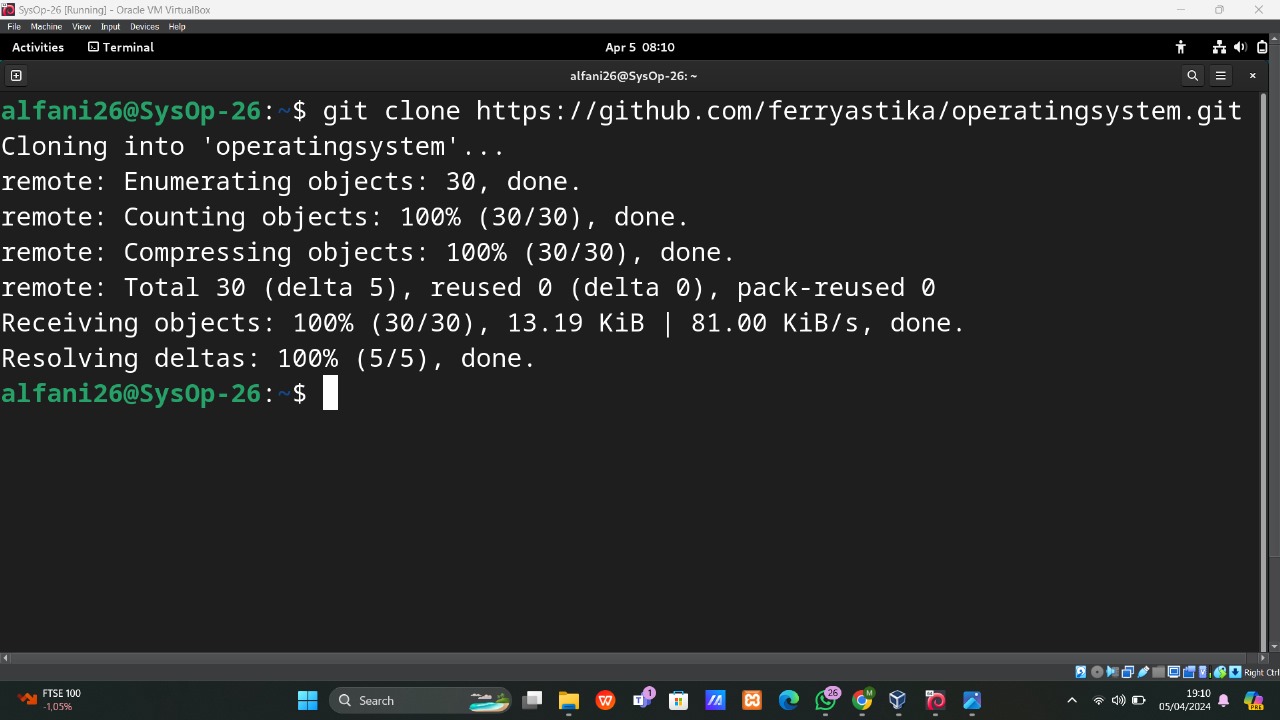 SysOp-26 [Running] - Oracle VM VirtualBox
File Machine View Input Devices Help
Activities Terminal Apr 5 08:10
alfani26@SysOp-26: ~
alfani26@SysOp-26:~$ git clone https://github.com/ferryastika/operatingsystem.git
Cloning into 'operatingsystem'...
remote: Enumerating objects: 30, done.
remote: Counting objects: 100% (30/30), done.
remote: Compressing objects: 100% (30/30), done.
remote: Total 30 (delta 5), reused 0 (delta 0), pack-reused 0
Receiving objects: 100% (30/30), 13.19 KiB | 81.00 KiB/s, done.
Resolving deltas: 100% (5/5), done.
alfani26@SysOp-26:~$
Right Ctrl
FTSE 100
-1,05%
Search
1
26
M
19:10
05/04/2024
PRE